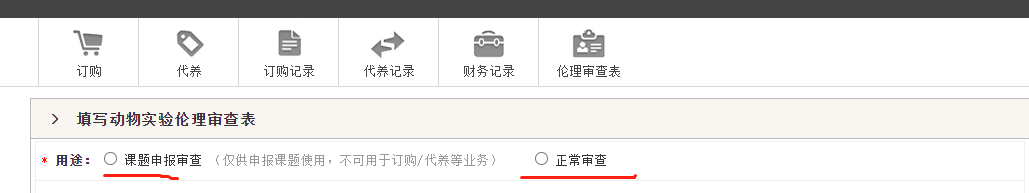 订购 代养 订购记录 代养记录 财务记录 伦理审查表
填写动物实验伦理审查表
* 用途： 课题申报审查 （仅供申报课题使用，不可用于订购/代养等业务） 正常审查